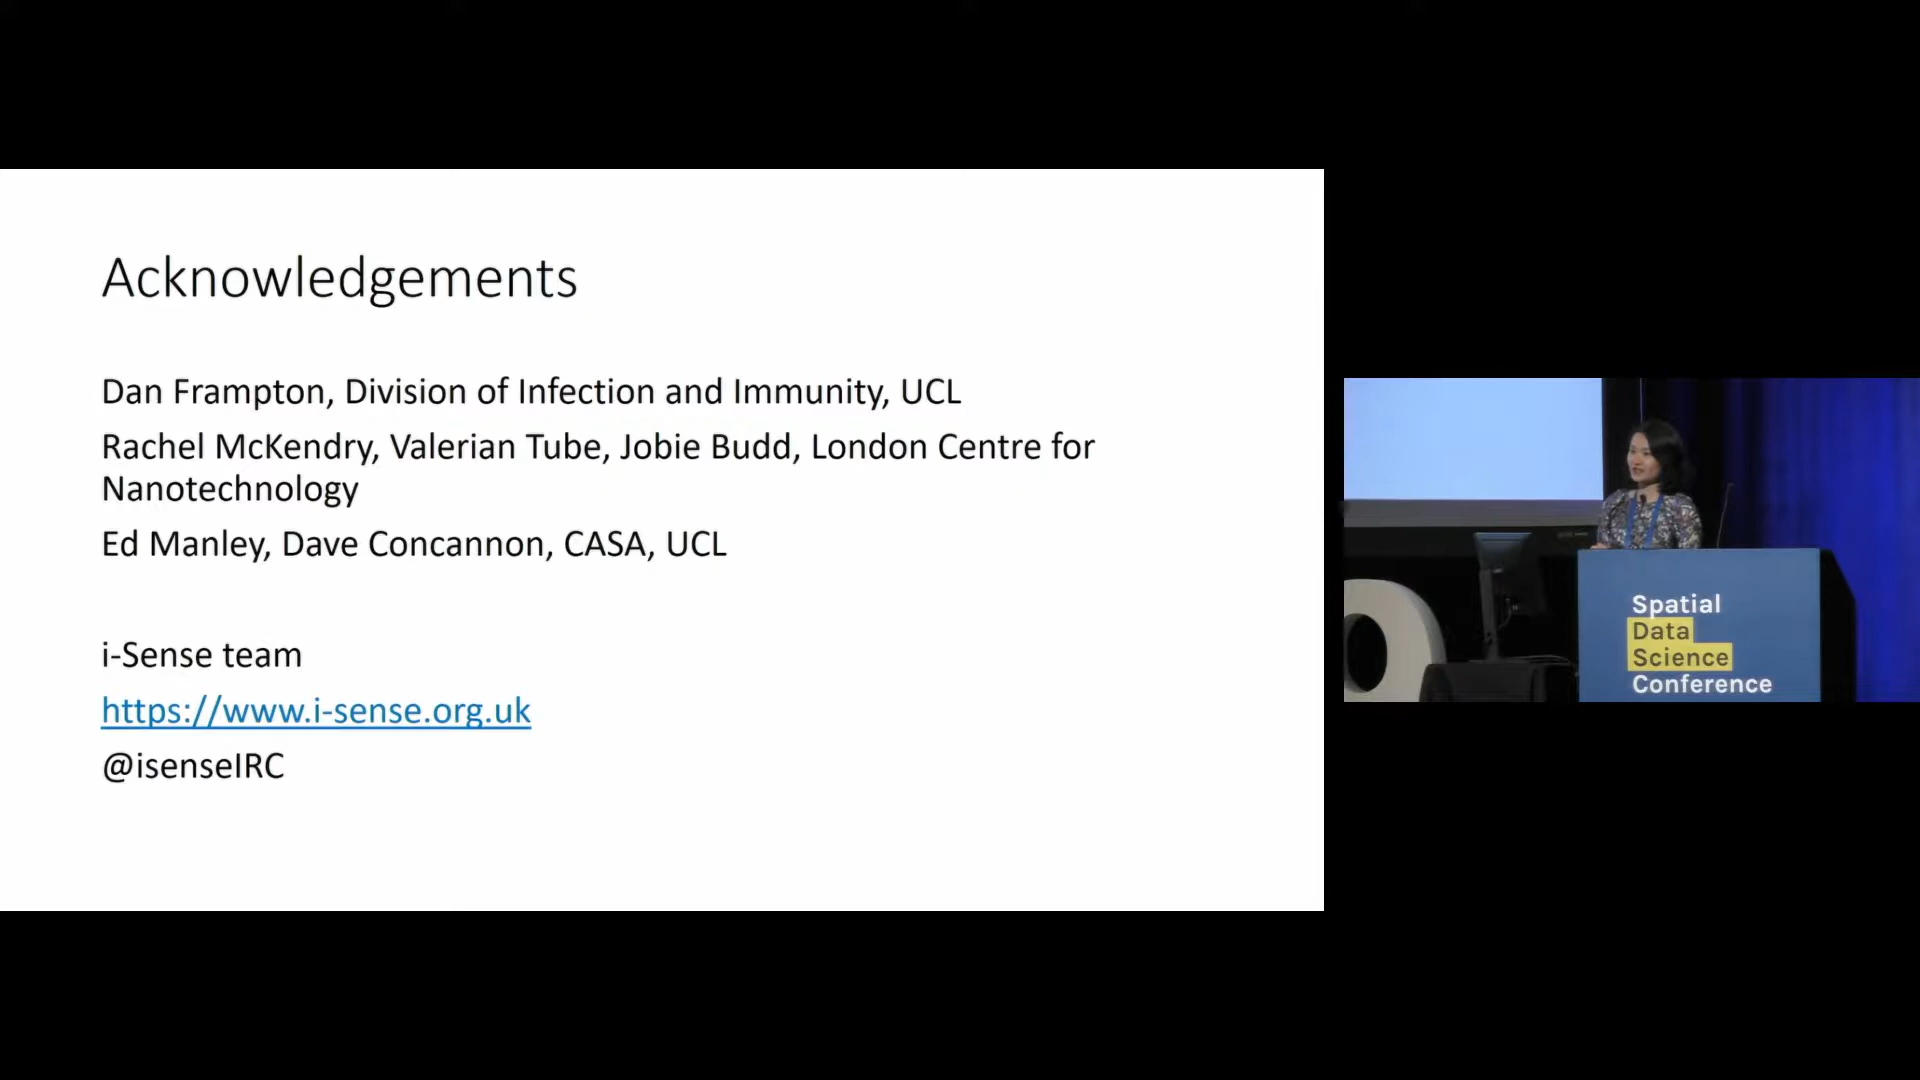 Acknowledgements
Dan Frampton, Division of Infection and Immunity, UCL
Rachel McKendry, Valerian Tube, Jobie Budd, London Centre for
Nanotechnology
Ed Manley, Dave Concannon, CASA, UCL
i-Sense team
https://www.i-sense.org.uk
@isenseIRC
Spatial
Data
Science
Conference